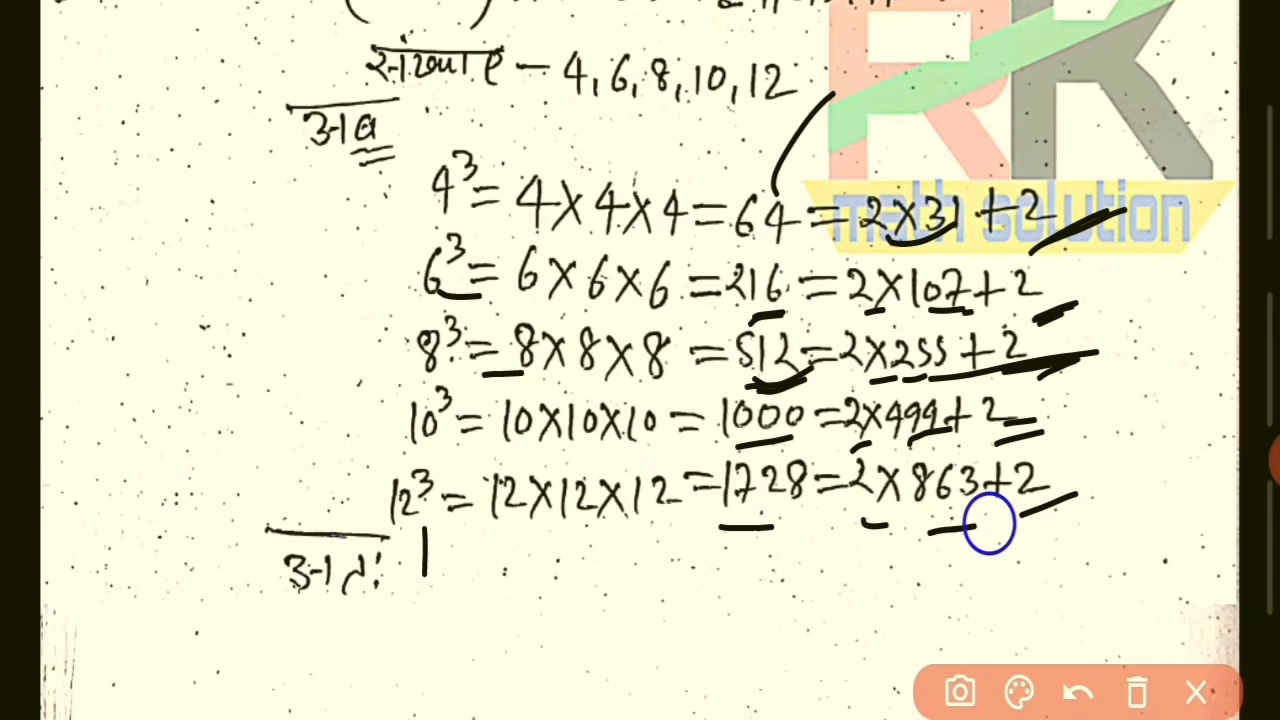 RK
math solution
– 4, 6, 8, 10, 12
4³ = 4×4×4 = 64 = 2×31+2
6³ = 6×6×6 = 216 = 2×107+2
8³ = 8×8×8 = 512 = 2×255+2
10³ = 10×10×10 = 1000 = 2×499+2
12³ = 12×12×12 = 1728 = 2×863+2